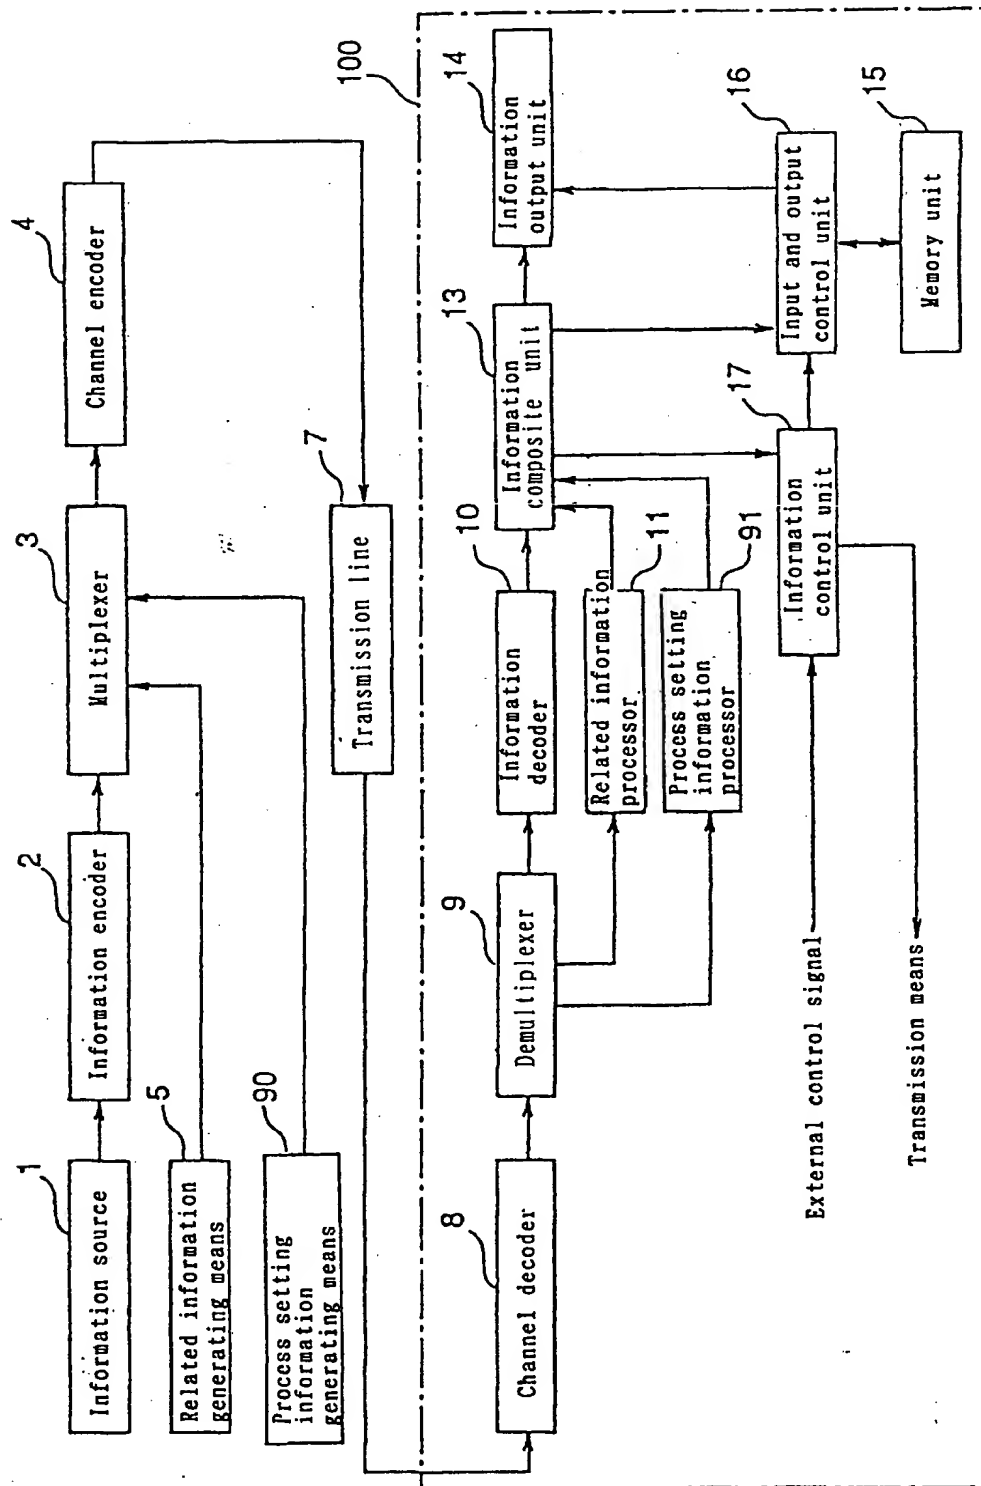 1
Information source
2
Information encoder
3
Multiplexer
4
Channel encoder
5
Related information
generating means
90
Process setting
information
generating means
7
Transmission line
100
8
Channel decoder
9
Demultiplexer
10
Information
decoder
11
Related information
processor
91
Process setting
information
processor
13
Information
composite unit
14
Information
output unit
17
Information
control unit
16
Input and output
control unit
15
Memory unit
External control signal
Transmission means